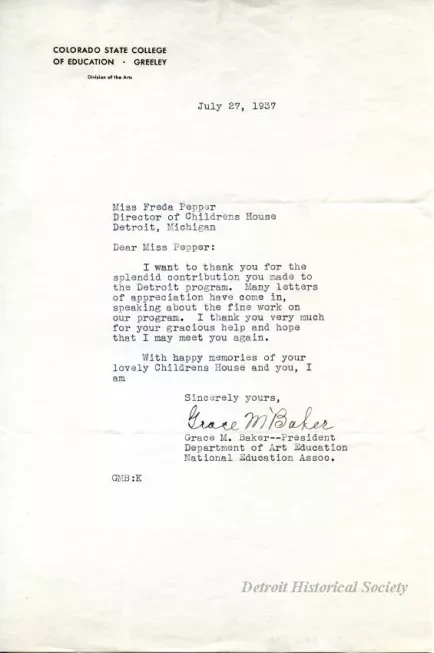 COLORADO STATE COLLEGE
OF EDUCATION · GREELEY
Division of the Arts
July 27, 1937
Miss Freda Pepper
Director of Childrens House
Detroit, Michigan
Dear Miss Pepper:
I want to thank you for the
splendid contribution you made to
the Detroit program. Many letters
of appreciation have come in,
speaking about the fine work on
our program. I thank you very much
for your gracious help and hope
that I may meet you again.
With happy memories of your
lovely Childrens House and you, I
am
Sincerely yours,
Grace M. Baker
Grace M. Baker--President
Department of Art Education
National Education Assoc.
GMB:K
Detroit Historical Society